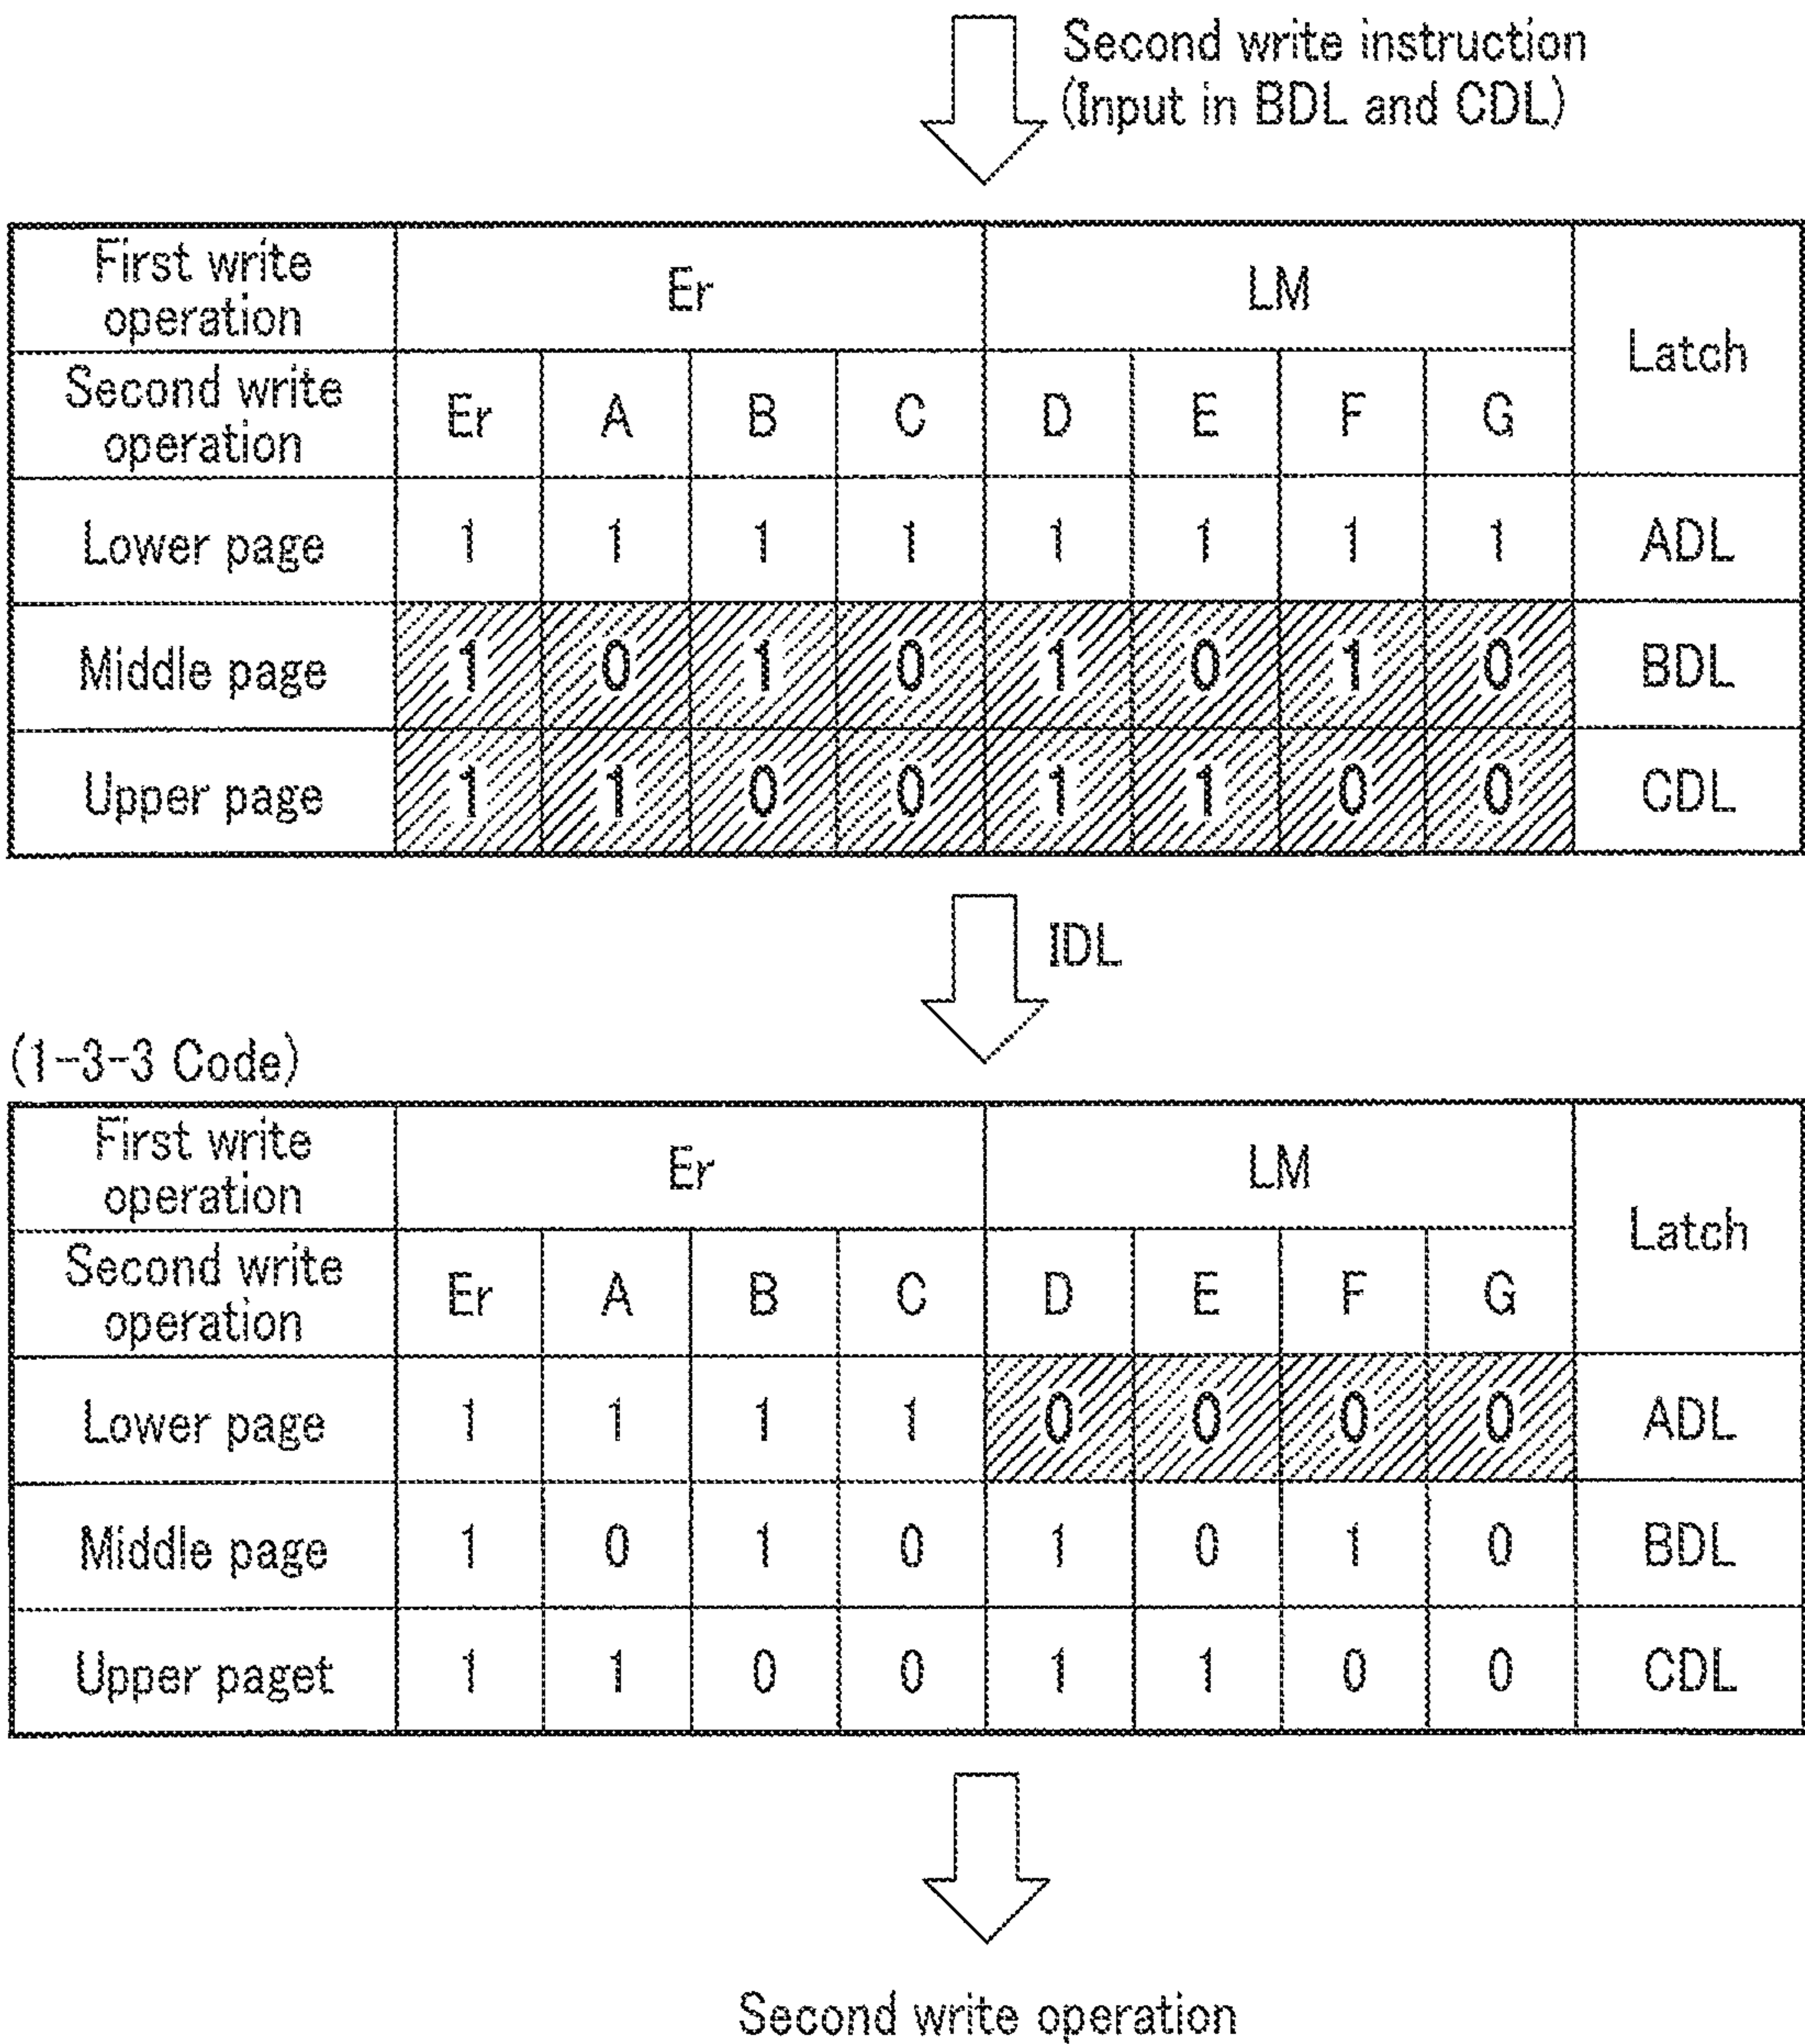 Second write instruction
(Input in BDL and CDL)
First write
operation
Er
LM
Latch
Second write
operation
Er
A
B
C
D
E
F
G
Lower page 1 1 1 1 1 1 1 1 ADL
Middle page 1 0 1 0 1 0 1 0 BDL
Upper page 1 1 0 0 1 1 0 0 CDL
IDL
(1-3-3 Code)
First write
operation
Er
LM
Latch
Second write
operation
Er
A
B
C
D
E
F
G
Lower page 1 1 1 1 0 0 0 0 ADL
Middle page 1 0 1 0 1 0 1 0 BDL
Upper paget 1 1 0 0 1 1 0 0 CDL
Second write operation